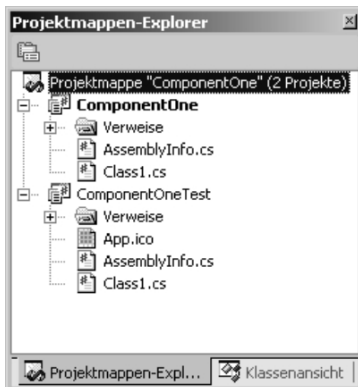 Projektmappen-Explorer
Projektmappe "ComponentOne" (2 Projekte)
ComponentOne
Verweise
AssemblyInfo.cs
Class1.cs
ComponentOneTest
Verweise
App.ico
AssemblyInfo.cs
Class1.cs
Projektmappen-Expl... Klassenansicht